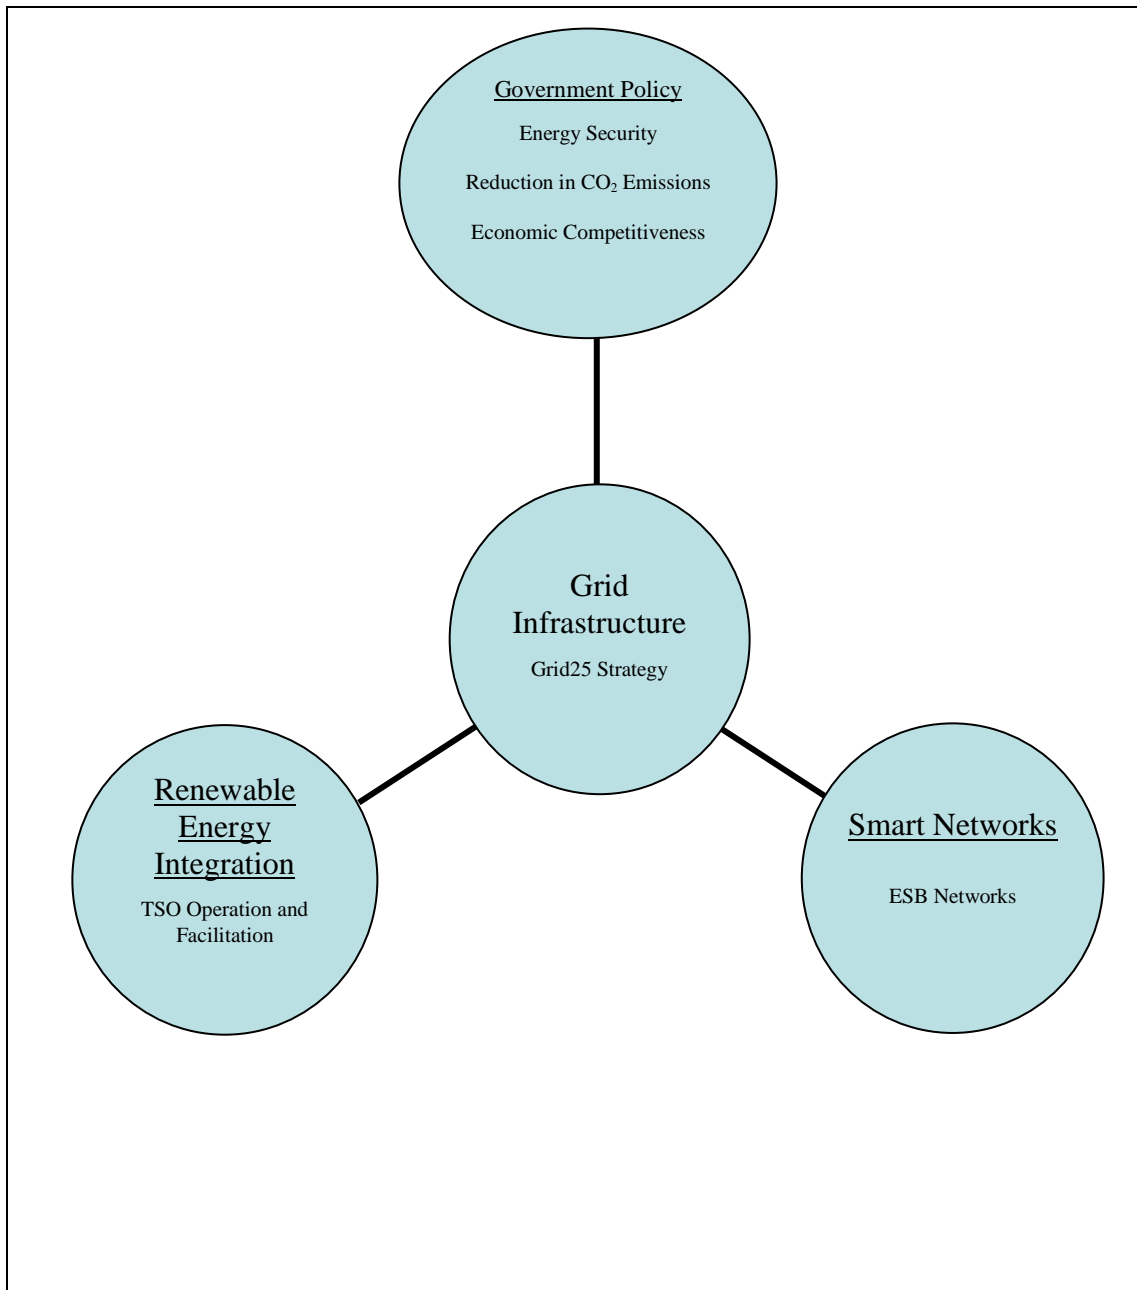 Government Policy
Energy Security
Reduction in CO₂ Emissions
Economic Competitiveness
Grid
Infrastructure
Grid25 Strategy
Renewable
Energy
Integration
TSO Operation and
Facilitation
Smart Networks
ESB Networks